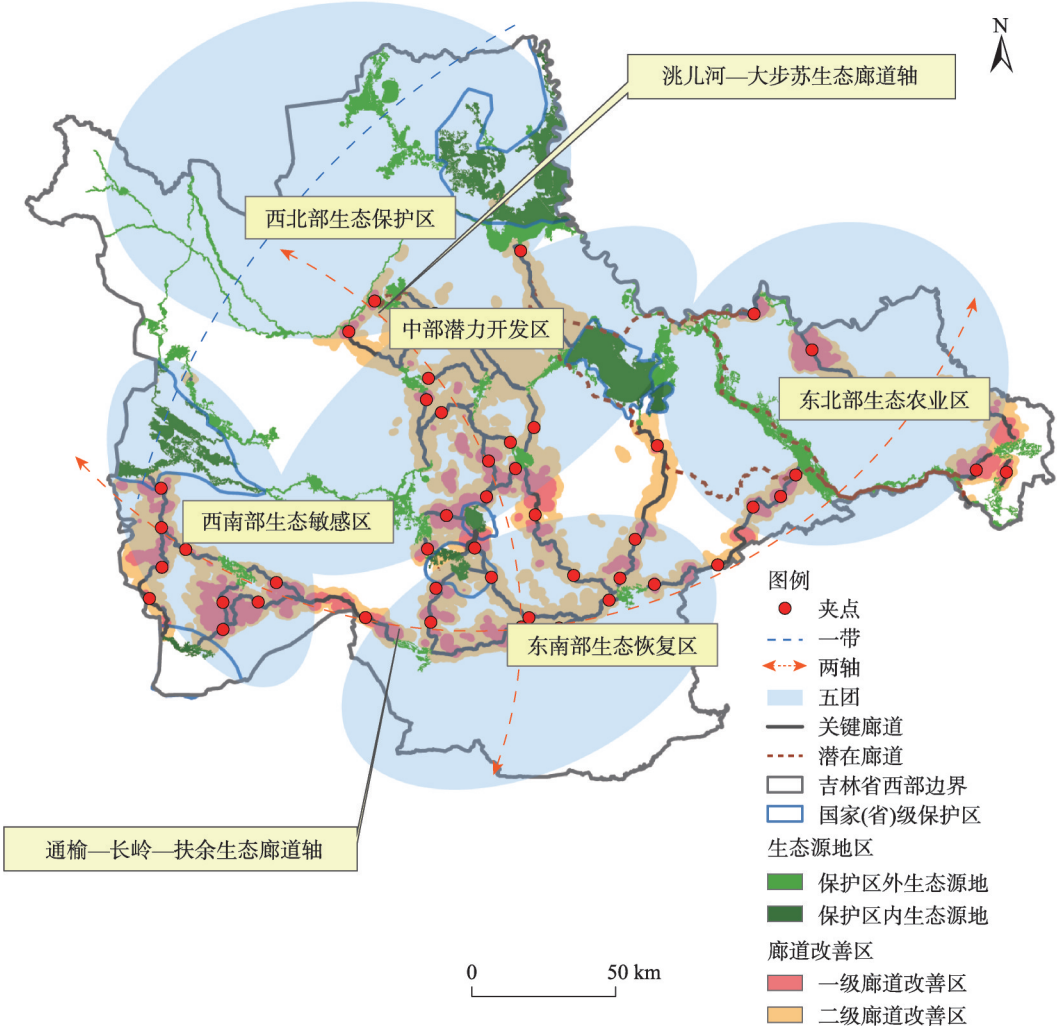 N
洮儿河—大步苏生态廊道轴
西北部生态保护区
中部潜力开发区
东北部生态农业区
西南部生态敏感区
东南部生态恢复区
通榆—长岭—扶余生态廊道轴
图例
夹点
一带
两轴
五团
关键廊道
潜在廊道
吉林省西部边界
国家(省)级保护区
生态源地区
保护区外生态源地
保护区内生态源地
廊道改善区
一级廊道改善区
二级廊道改善区
0 50 km